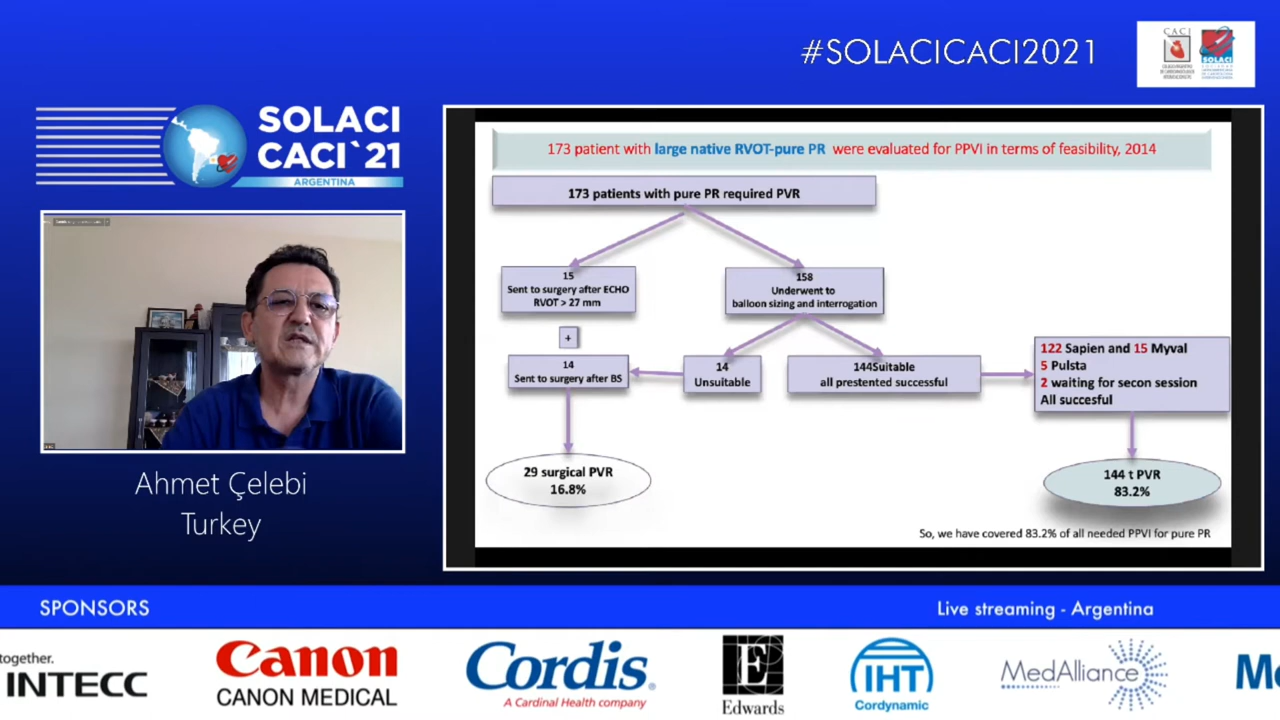 #SOLACICACI2021
CACI
SOLACI
SOLACI
CACI`21
ARGENTINA
173 patient with large native RVOT-pure PR were evaluated for PPVI in terms of feasibility, 2014
173 patients with pure PR required PVR
15
Sent to surgery after ECHO
RVOT > 27 mm
158
Underwent to
balloon sizing and interrogation
+
14
Sent to surgery after BS
14
Unsuitable
144Suitable
all prestented successful
122 Sapien and 15 Myval
5 Pulsta
2 waiting for secon session
All succesful
29 surgical PVR
16.8%
144 t PVR
83.2%
So, we have covered 83.2% of all needed PPVI for pure PR
Ahmet Çelebi
Turkey
SPONSORS
Live streaming - Argentina
together.
INTECC
Canon
CANON MEDICAL
Cordis
A Cardinal Health company
E
Edwards
IHT
Cordynamic
MedAlliance
Me